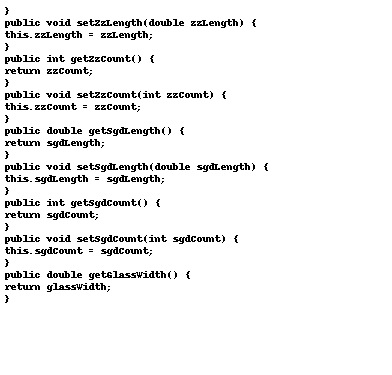 }
public void setZzLength(double zzLength) {
this.zzLength = zzLength;
}
public int getZzCount() {
return zzCount;
}
public void setZzCount(int zzCount) {
this.zzCount = zzCount;
}
public double getSgdLength() {
return sgdLength;
}
public void setSgdLength(double sgdLength) {
this.sgdLength = sgdLength;
}
public int getSgdCount() {
return sgdCount;
}
public void setSgdCount(int sgdCount) {
this.sgdCount = sgdCount;
}
public double getGlassWidth() {
return glassWidth;
}